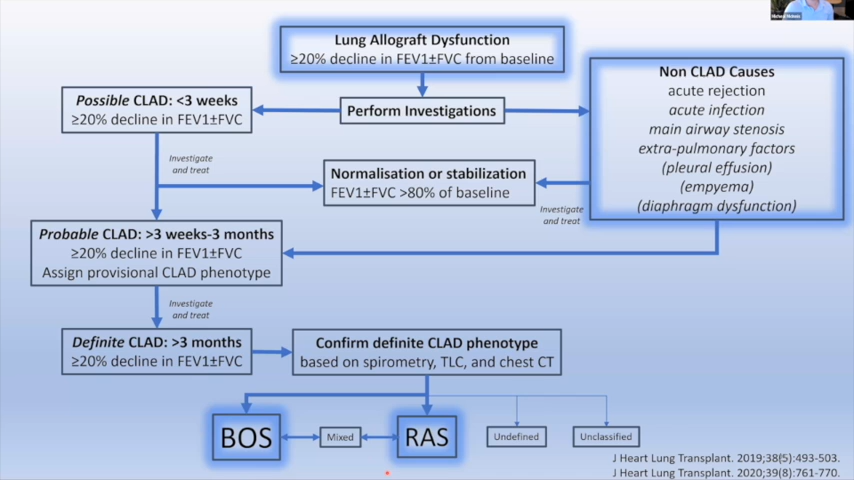 Lung Allograft Dysfunction
≥20% decline in FEV1±FVC from baseline
Perform Investigations
Possible CLAD: <3 weeks
≥20% decline in FEV1±FVC
Non CLAD Causes
acute rejection
acute infection
main airway stenosis
extra-pulmonary factors
(pleural effusion)
(empyema)
(diaphragm dysfunction)
Investigate
and treat
Normalisation or stabilization
FEV1±FVC >80% of baseline
Investigate
and treat
Probable CLAD: >3 weeks-3 months
≥20% decline in FEV1±FVC
Assign provisional CLAD phenotype
Investigate
and treat
Definite CLAD: >3 months
≥20% decline in FEV1±FVC
Confirm definite CLAD phenotype
based on spirometry, TLC, and chest CT
BOS
Mixed
RAS
Undefined
Unclassified
J Heart Lung Transplant. 2019;38(5):493-503.
J Heart Lung Transplant. 2020;39(8):761-770.